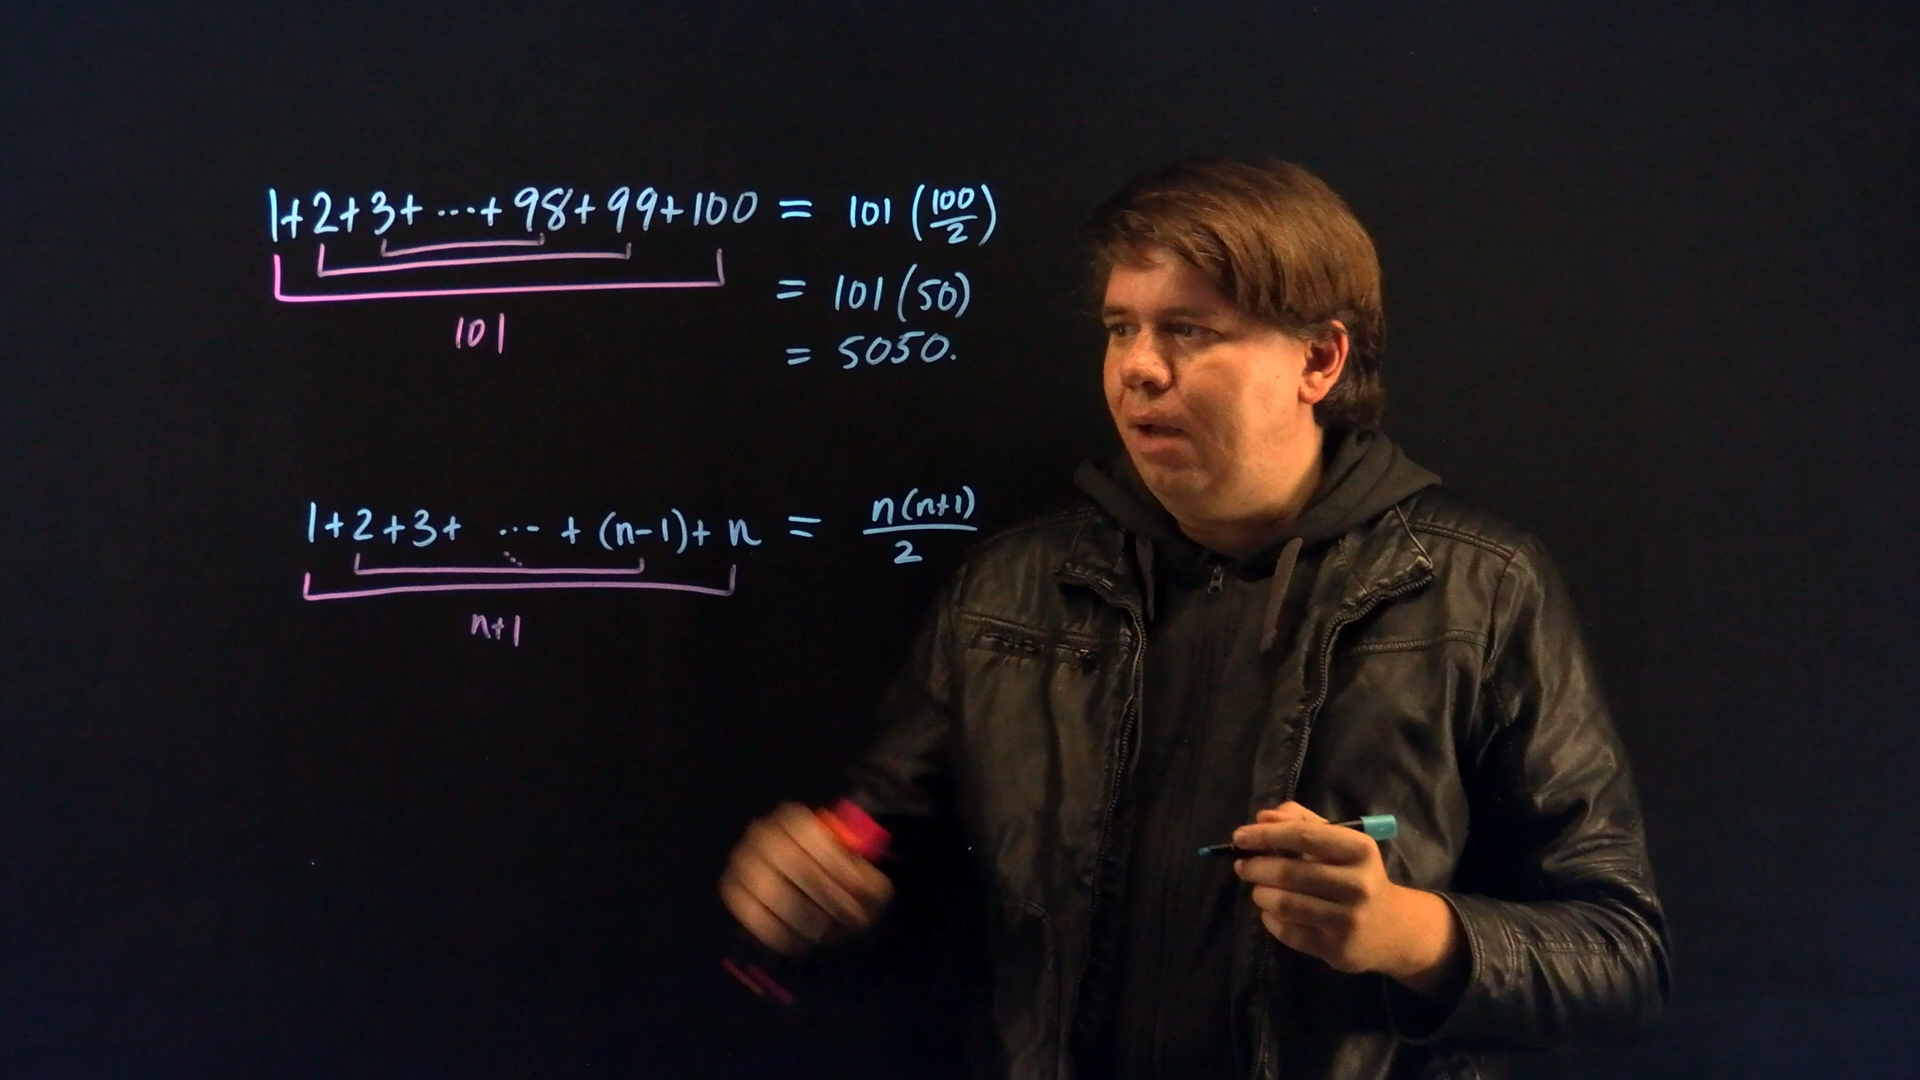 1+2+3+ ···+ 98+99+100 = 101 (100/2)
101
= 101 (50)
= 5050.
1+2+3+ ··· + (n-1)+ n = n(n+1)/2
n+1